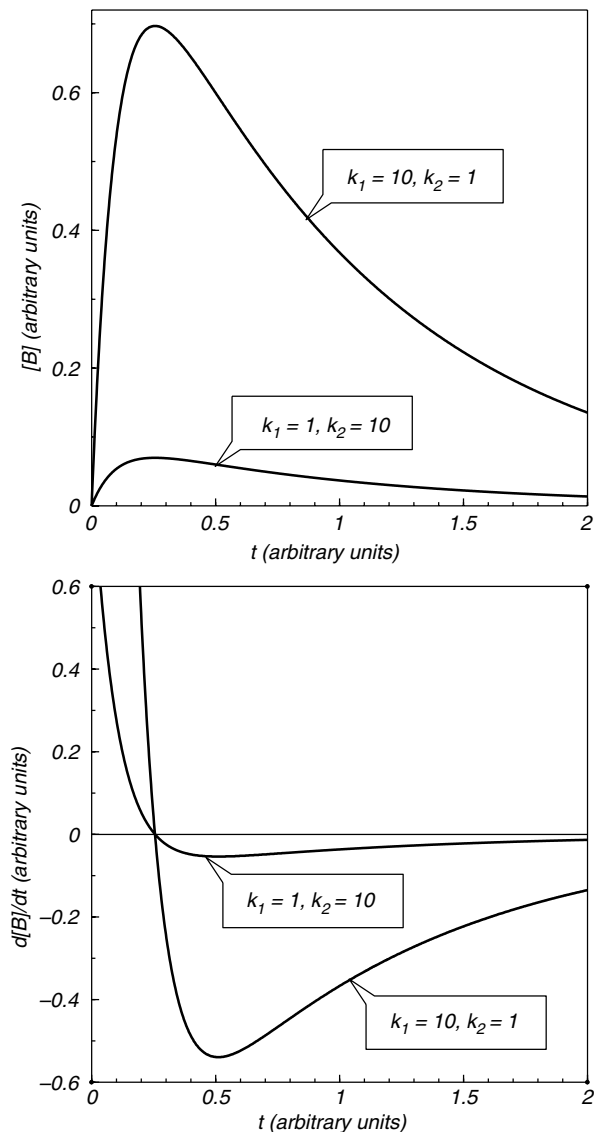 [B] (arbitrary units)
0.6
0.4
0.2
0
k1 = 10, k2 = 1
k1 = 1, k2 = 10
0 0.5 1 1.5 2
t (arbitrary units)
d[B]/dt (arbitrary units)
0.6
0.4
0.2
0
–0.2
–0.4
–0.6
k1 = 1, k2 = 10
k1 = 10, k2 = 1
0 0.5 1 1.5 2
t (arbitrary units)